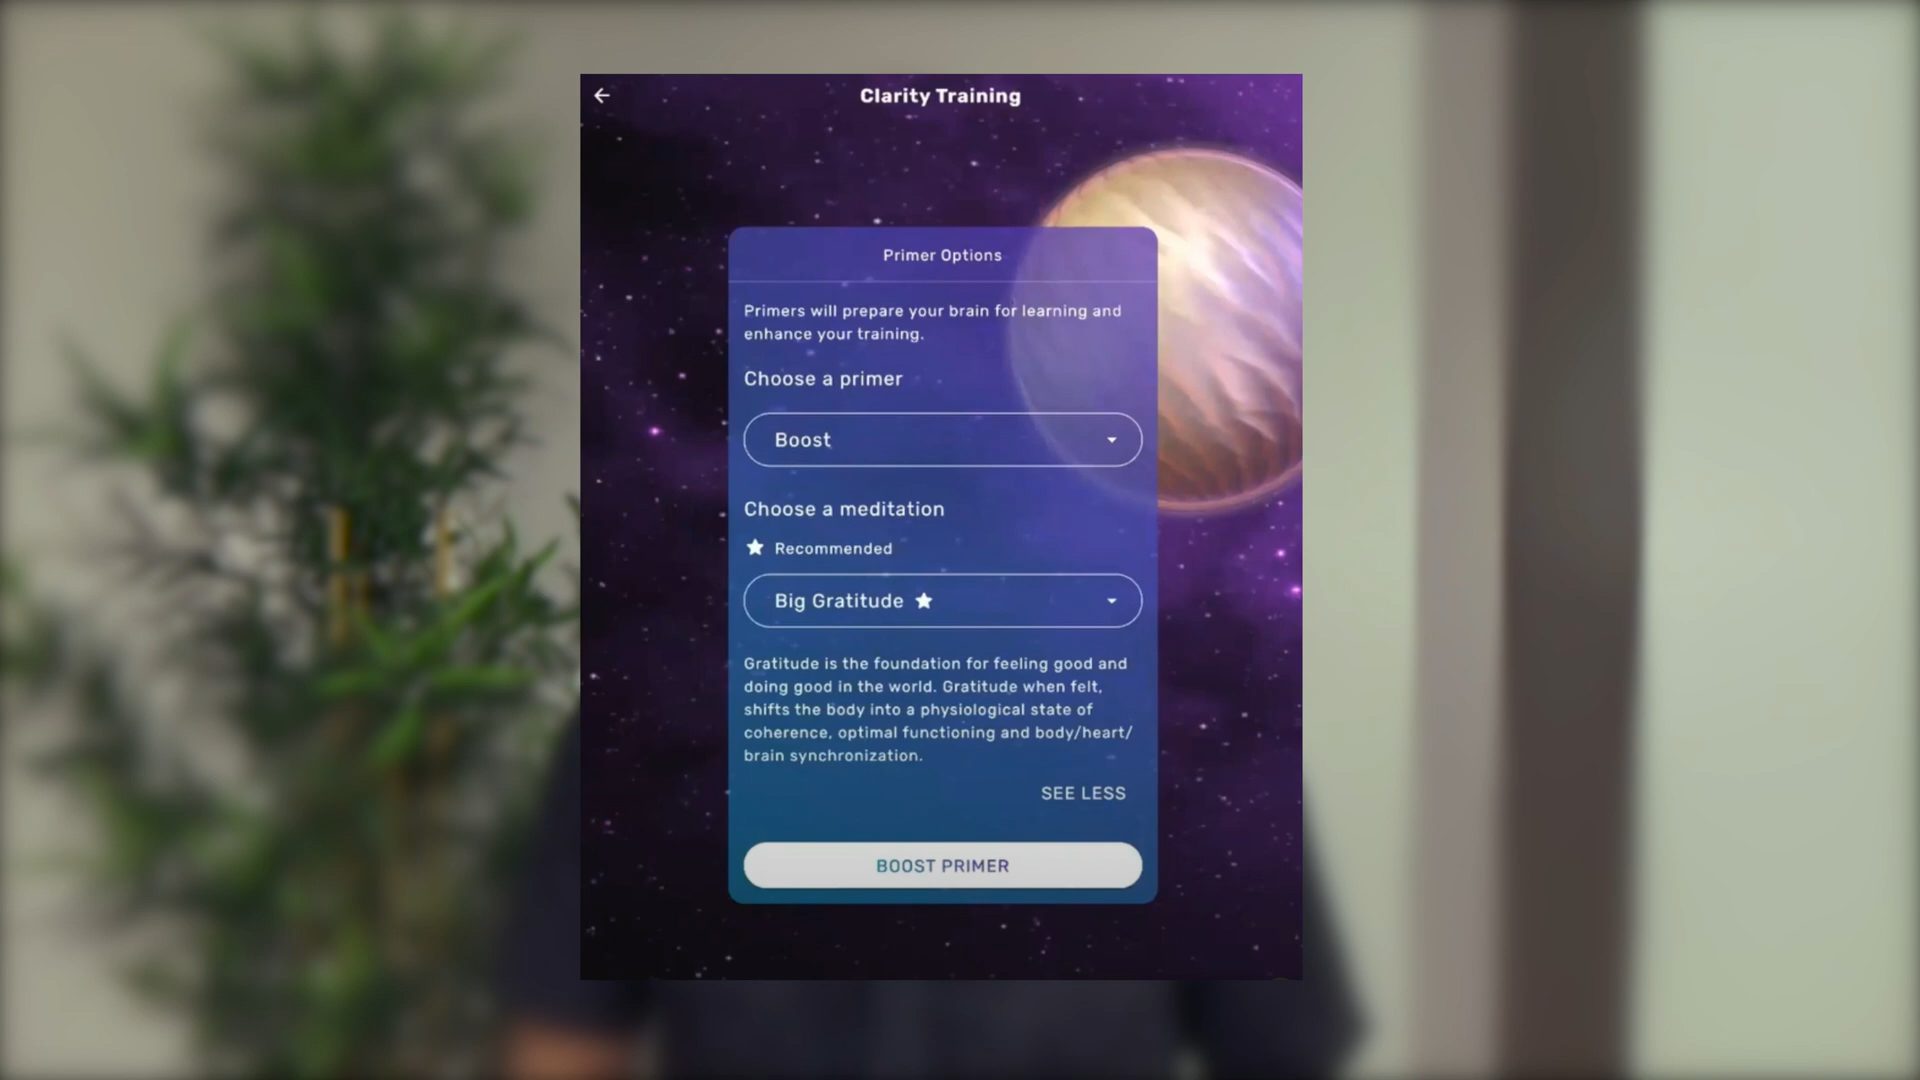 Clarity Training
Primer Options
Primers will prepare your brain for learning and
enhance your training.
Choose a primer
Boost
Choose a meditation
Recommended
Big Gratitude
Gratitude is the foundation for feeling good and
doing good in the world. Gratitude when felt,
shifts the body into a physiological state of
coherence, optimal functioning and body/heart/
brain synchronization.
SEE LESS
BOOST PRIMER